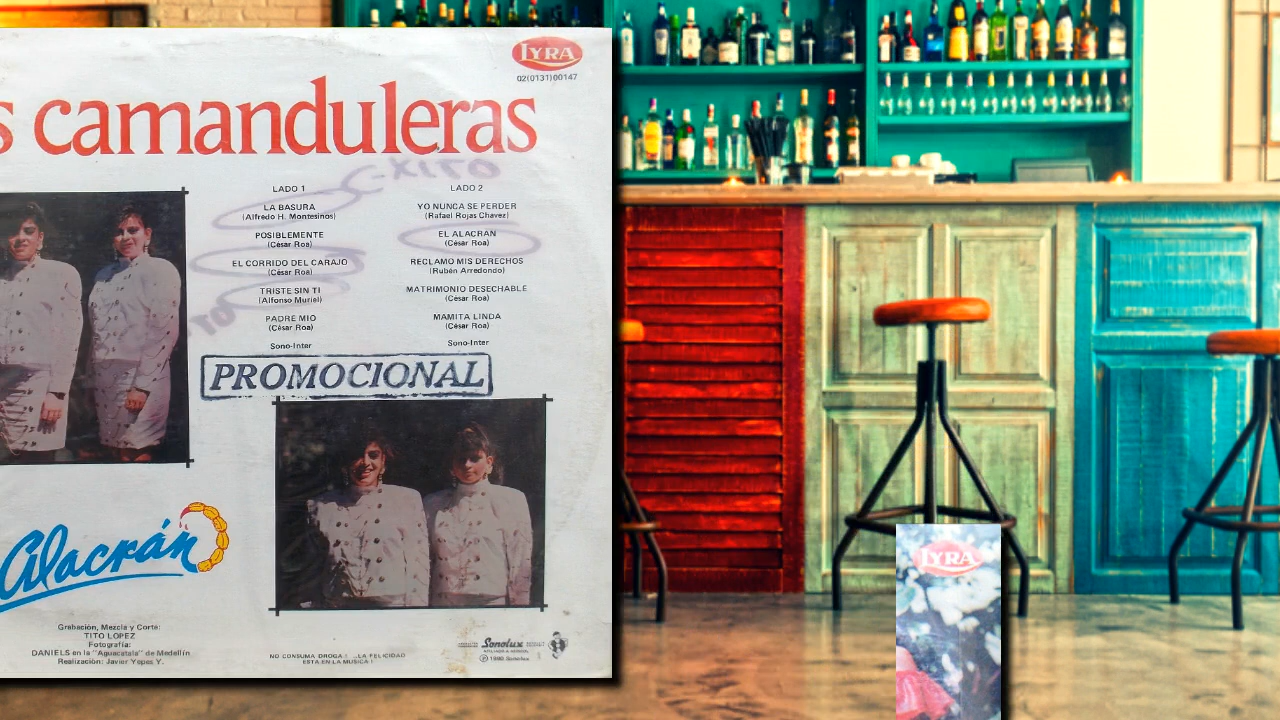 LYRA
02(0131)00147
s camanduleras
EXITO
LADO 1
LA BASURA
(Alfredo H. Montesinos)
POSIBLEMENTE
(César Roa)
EL CORRIDO DEL CARAJO
(César Roa)
TRISTE SIN TI
(Alfonso Muriel)
PADRE MIO
(César Roa)
Sono-Inter
LADO 2
YO NUNCA SE PERDER
(Rafael Rojas Chavez)
EL ALACRAN
(César Roa)
RECLAMO MIS DERECHOS
(Rubén Arredondo)
MATRIMONIO DESECHABLE
(César Roa)
MAMITA LINDA
(César Roa)
Sono-Inter
PROMOCIONAL
Alacrán
Grabación, Mezcla y Corte:
TITO LOPEZ
Fotografía:
DANIELS en la "Aguacatala" de Medellín
Realización: Javier Yepes Y.
NO CONSUMA DROGA! ...LA FELICIDAD
ESTA EN LA MUSICA!
Sonolux
LYRA